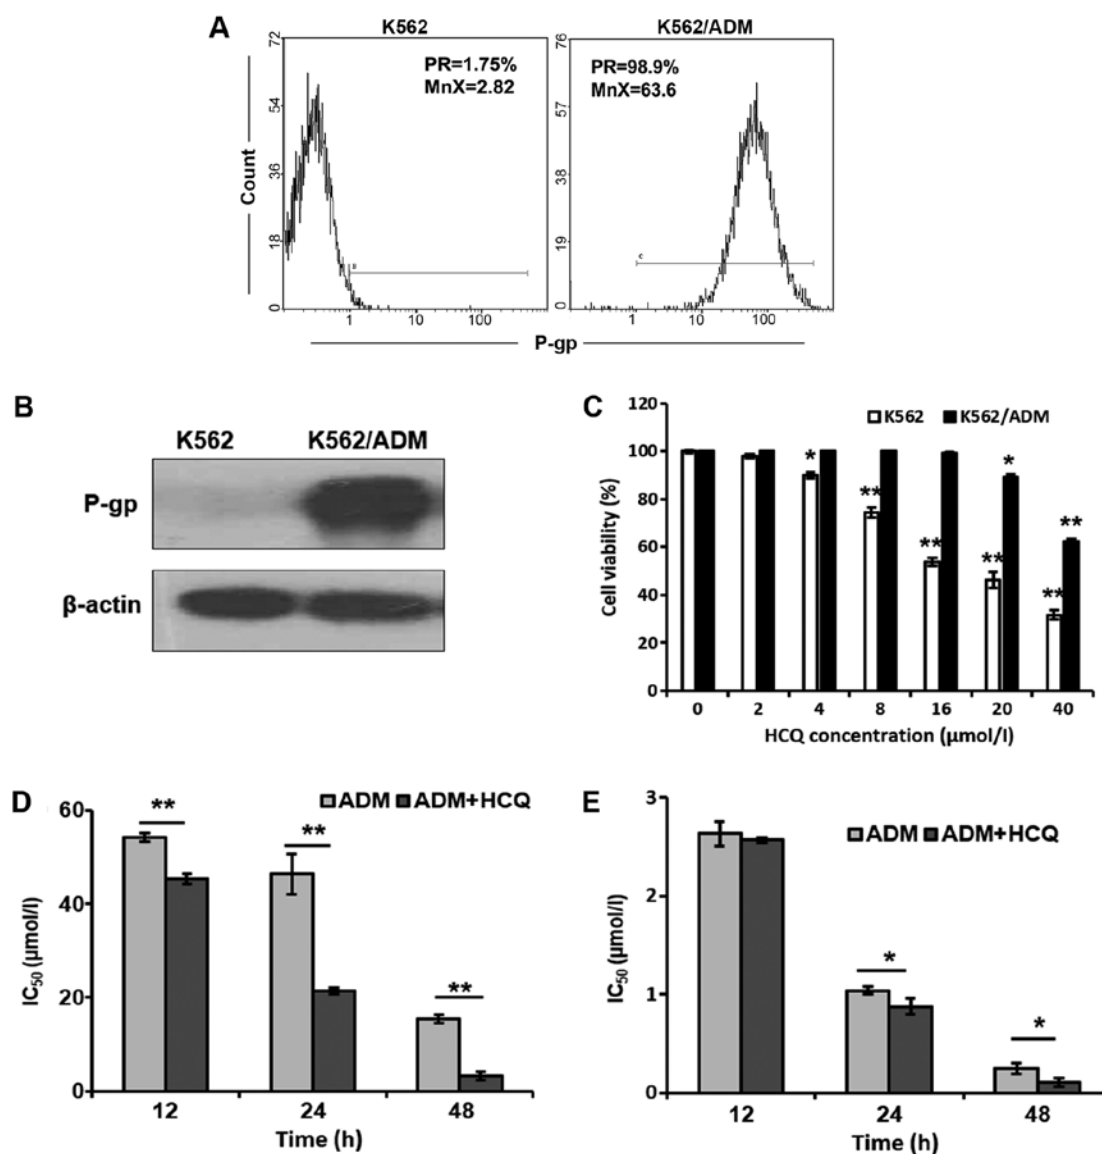 A
K562
K562/ADM
PR=1.75%
MnX=2.82
PR=98.9%
MnX=63.6
Count
72
54
36
18
0
76
57
38
19
0
1
10
100
1
10
100
c
P-gp
B
K562
K562/ADM
P-gp
β-actin
C
K562
K562/ADM
Cell viability (%)
120
100
80
60
40
20
0
*
**
**
**
*
**
**
0
2
4
8
16
20
40
HCQ concentration (μmol/l)
D
ADM
ADM+HCQ
IC50 (μmol/l)
60
40
20
0
**
**
**
12
24
48
Time (h)
E
ADM
ADM+HCQ
IC50 (μmol/l)
3
2
1
0
*
*
12
24
48
Time (h)